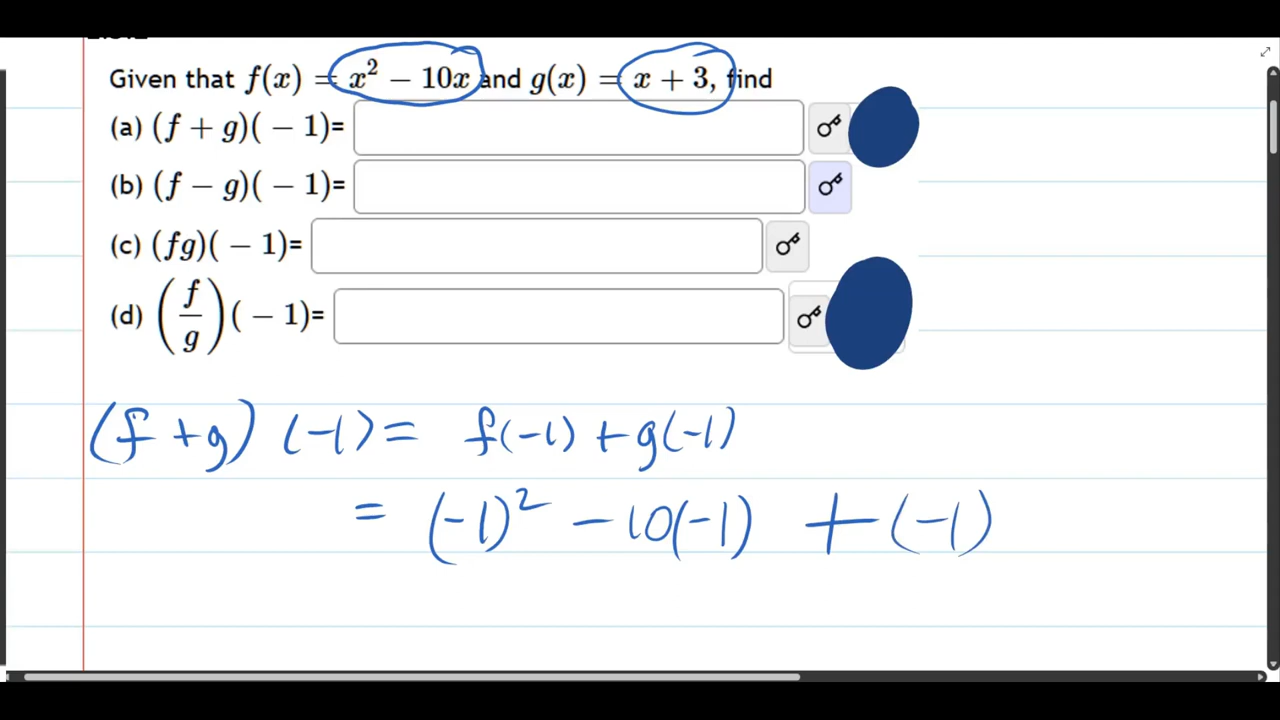 Given that f(x) = x² − 10x and g(x) = x + 3, find
(a) (f + g)( − 1)=
(b) (f − g)( − 1)=
(c) (fg)( − 1)=
(d) (f/g)( − 1)=
(f +g) (-1) = f(-1) + g(-1)
= (-1)² - 10(-1) + (-1)